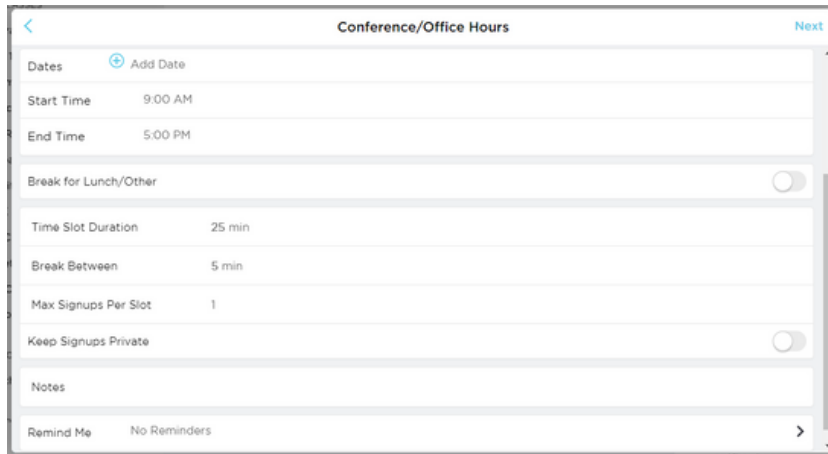 Conference/Office Hours Next
Dates Add Date
Start Time 9:00 AM
End Time 5:00 PM
Break for Lunch/Other
Time Slot Duration 25 min
Break Between 5 min
Max Signups Per Slot 1
Keep Signups Private
Notes
Remind Me No Reminders